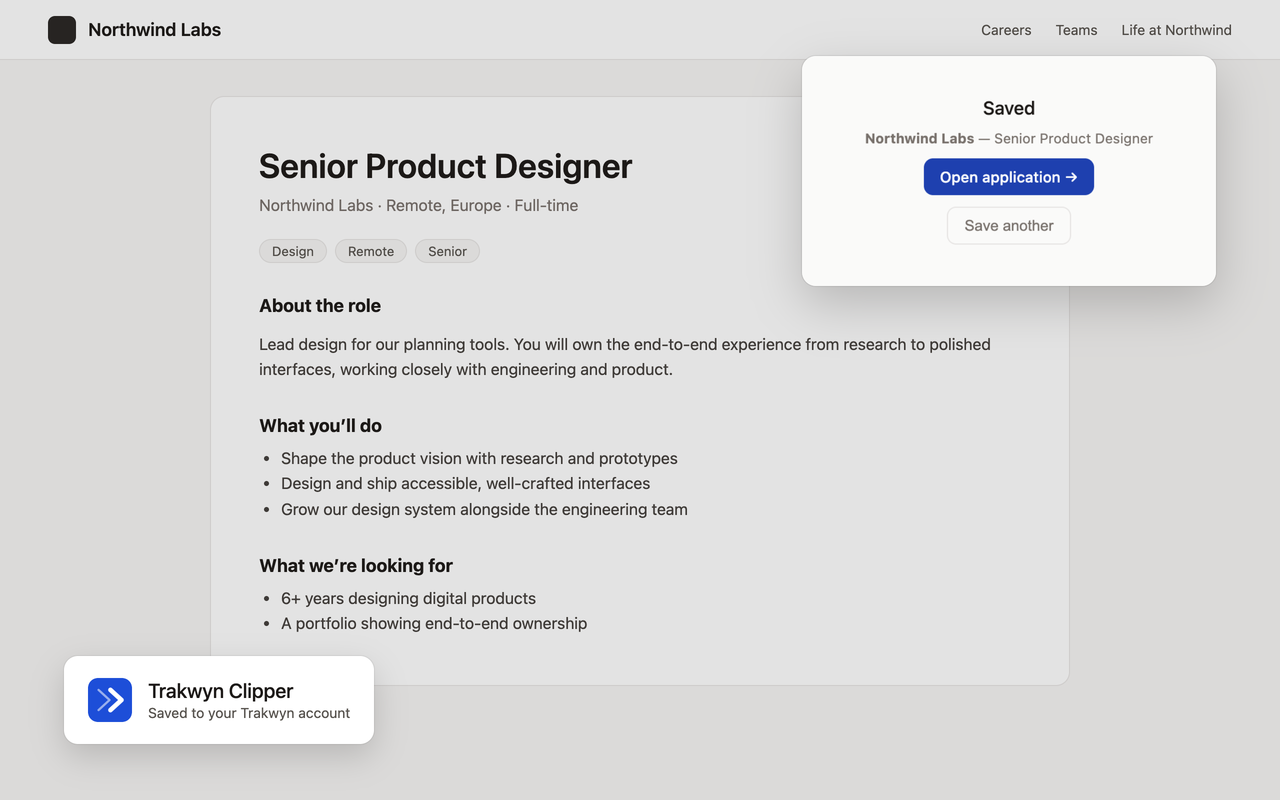 Northwind Labs
Careers
Teams
Life at Northwind
Saved
Northwind Labs — Senior Product Designer
Open application →
Save another
Senior Product Designer
Northwind Labs · Remote, Europe · Full-time
Design
Remote
Senior
About the role
Lead design for our planning tools. You will own the end-to-end experience from research to polished
interfaces, working closely with engineering and product.
What you’ll do
• Shape the product vision with research and prototypes
• Design and ship accessible, well-crafted interfaces
• Grow our design system alongside the engineering team
What we’re looking for
• 6+ years designing digital products
• A portfolio showing end-to-end ownership
Trakwyn Clipper
Saved to your Trakwyn account